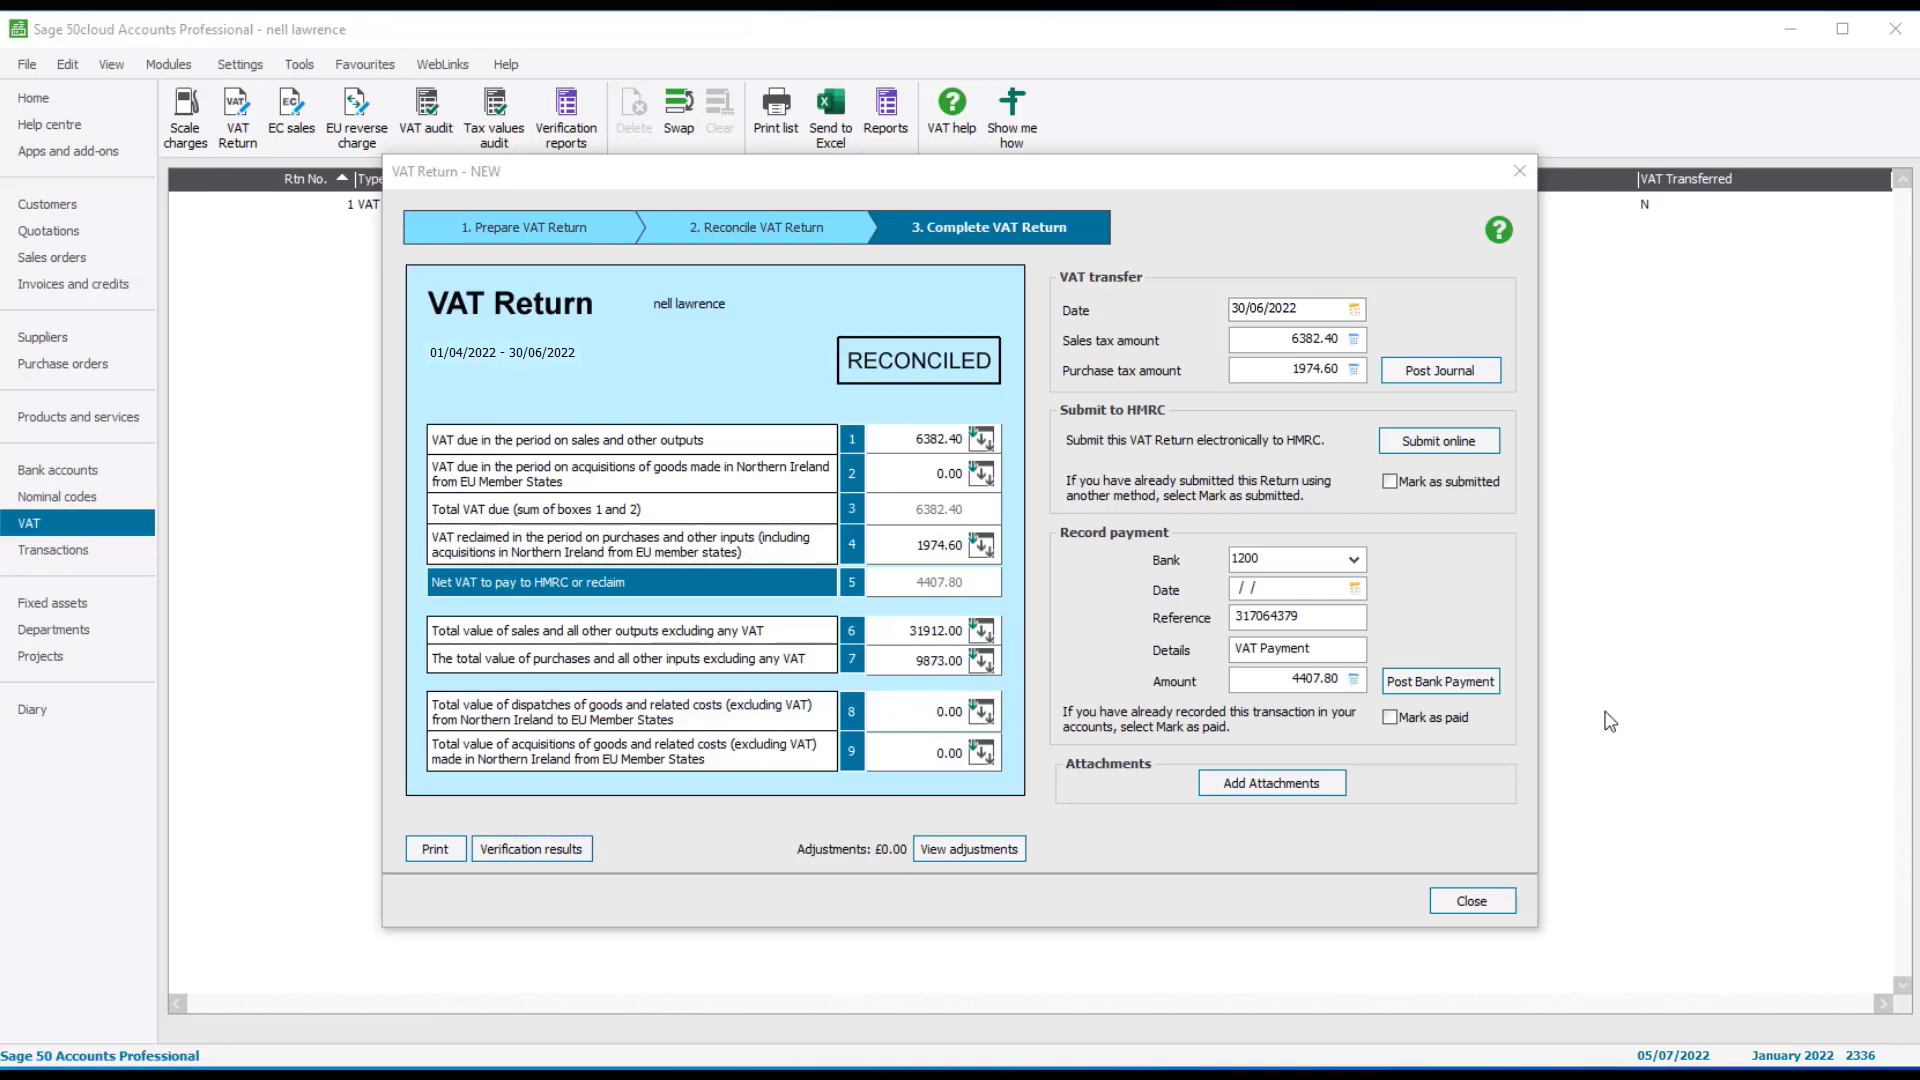 Sage 50cloud Accounts Professional - nell lawrence
File Edit View Modules Settings Tools Favourites WebLinks Help
Home
Help centre
Apps and add-ons
Customers
Quotations
Sales orders
Invoices and credits
Suppliers
Purchase orders
Products and services
Bank accounts
Nominal codes
VAT
Transactions
Fixed assets
Departments
Projects
Diary
Scale charges
VAT Return
EC sales
EU reverse charge
VAT audit
Tax values audit
Verification reports
Delete
Swap
Clear
Print list
Send to Excel
Reports
VAT help
Show me how
Rtn No. Type VAT Transferred
1 VAT N
VAT Return - NEW
1. Prepare VAT Return 2. Reconcile VAT Return 3. Complete VAT Return
VAT Return nell lawrence
01/04/2022 - 30/06/2022
RECONCILED
VAT due in the period on sales and other outputs 1 6382.40
VAT due in the period on acquisitions of goods made in Northern Ireland
from EU Member States 2 0.00
Total VAT due (sum of boxes 1 and 2) 3 6382.40
VAT reclaimed in the period on purchases and other inputs (including
acquisitions in Northern Ireland from EU member states) 4 1974.60
Net VAT to pay to HMRC or reclaim 5 4407.80
Total value of sales and all other outputs excluding any VAT 6 31912.00
The total value of purchases and all other inputs excluding any VAT 7 9873.00
Total value of dispatches of goods and related costs (excluding VAT)
from Northern Ireland to EU Member States 8 0.00
Total value of acquisitions of goods and related costs (excluding VAT)
made in Northern Ireland from EU Member States 9 0.00
Print Verification results Adjustments: £0.00 View adjustments
VAT transfer
Date 30/06/2022
Sales tax amount 6382.40
Purchase tax amount 1974.60 Post Journal
Submit to HMRC
Submit this VAT Return electronically to HMRC. Submit online
If you have already submitted this Return using
another method, select Mark as submitted. Mark as submitted
Record payment
Bank 1200
Date / /
Reference 317064379
Details VAT Payment
Amount 4407.80 Post Bank Payment
If you have already recorded this transaction in your
accounts, select Mark as paid. Mark as paid
Attachments
Add Attachments
Close
Sage 50 Accounts Professional 05/07/2022 January 2022 2336